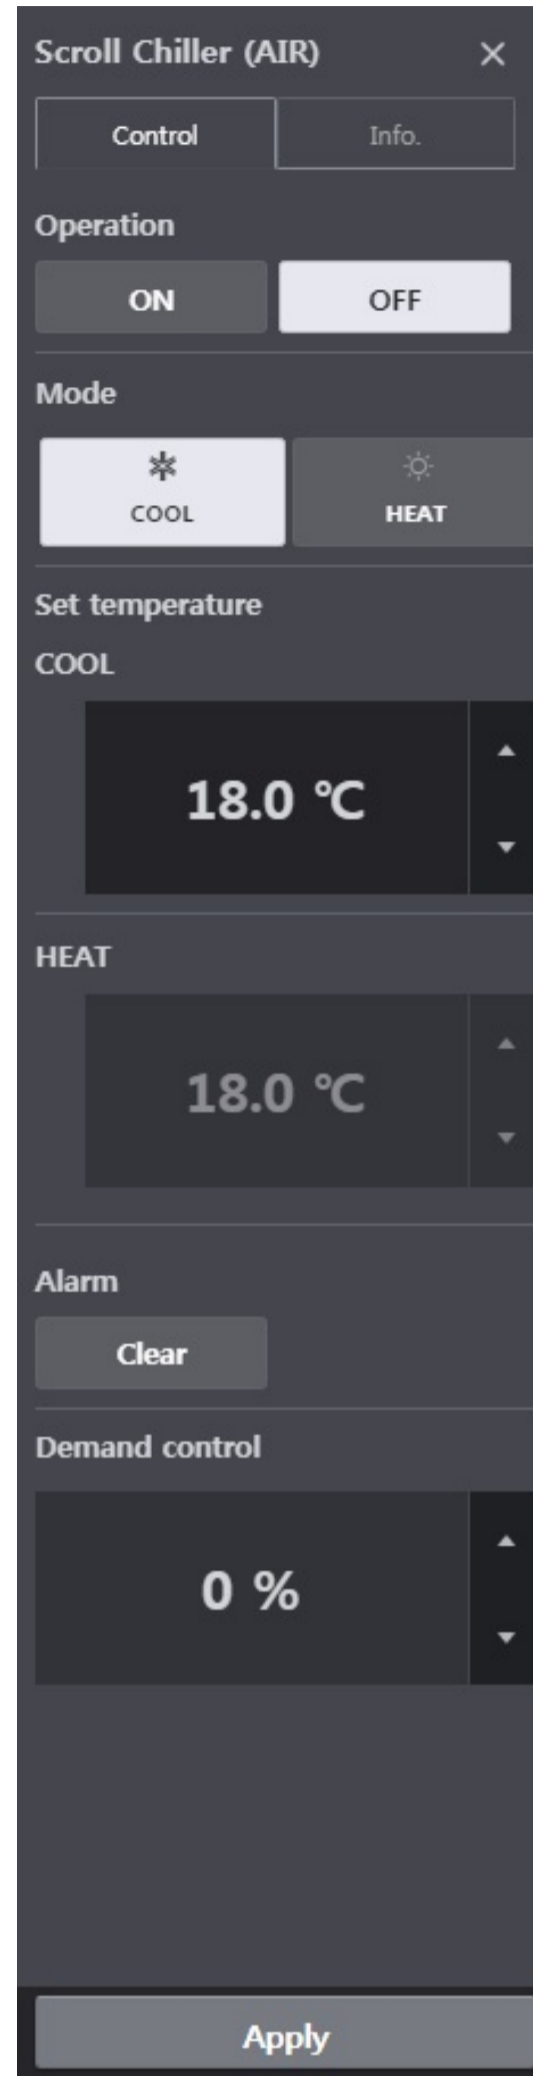 Scroll Chiller (AIR) ×
Control Info.
Operation
ON OFF
Mode
COOL HEAT
Set temperature
COOL
18.0 ℃
HEAT
18.0 ℃
Alarm
Clear
Demand control
0 %
Apply